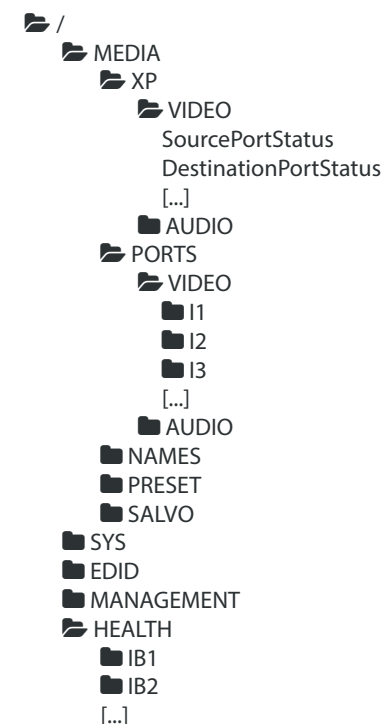 /
MEDIA
XP
VIDEO
SourcePortStatus
DestinationPortStatus
[...]
AUDIO
PORTS
VIDEO
I1
I2
I3
[...]
AUDIO
NAMES
PRESET
SALVO
SYS
EDID
MANAGEMENT
HEALTH
IB1
IB2
[...]